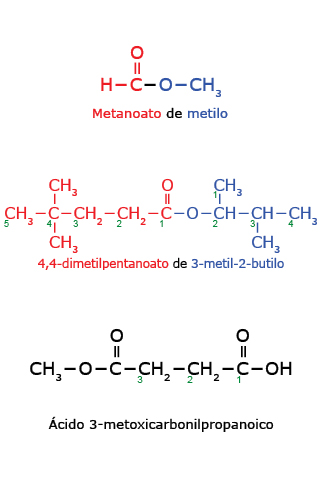 O
H–C–O–CH3
Metanoato de metilo
CH3 O CH3
CH3–C–CH2–CH2–C–O–CH–CH–CH3
5 4 3 2 1 1 2 3 4
CH3 CH3
4,4-dimetilpentanoato de 3-metil-2-butilo
O O
CH3–O–C–CH2–CH2–C–OH
3 2 1
Ácido 3-metoxicarbonilpropanoico